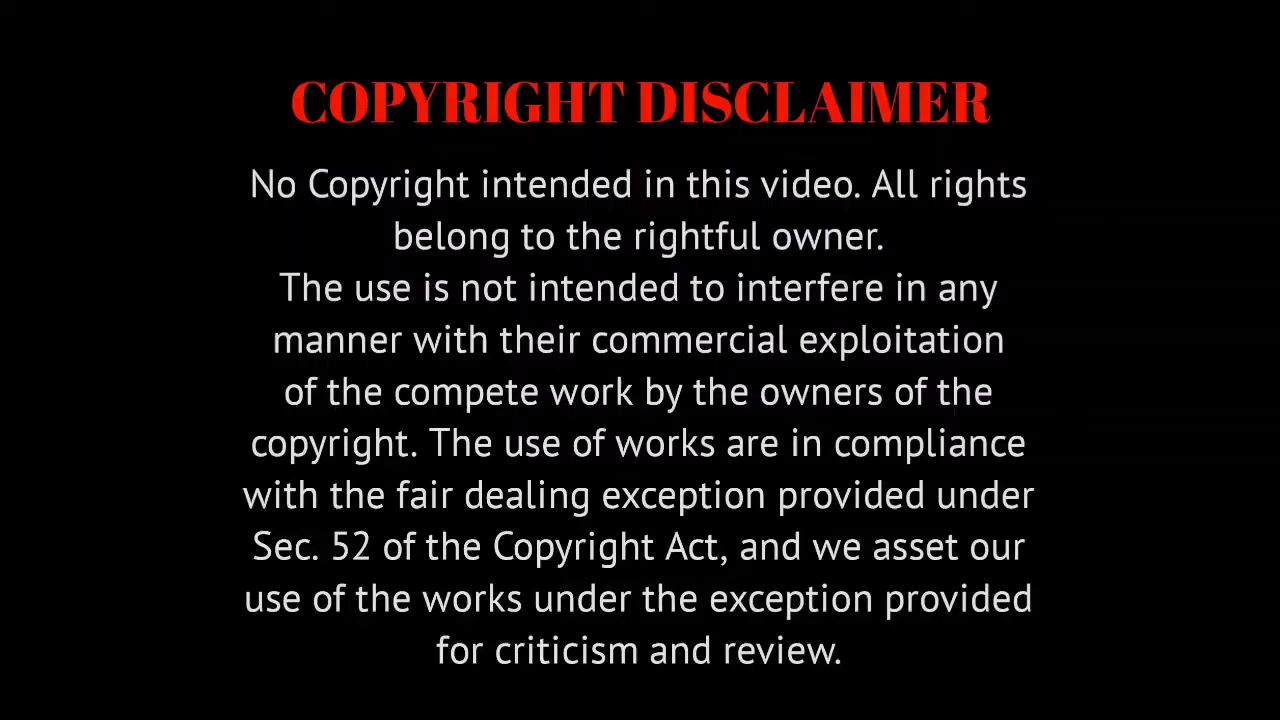 COPYRIGHT DISCLAIMER
No Copyright intended in this video. All rights
belong to the rightful owner.
The use is not intended to interfere in any
manner with their commercial exploitation
of the compete work by the owners of the
copyright. The use of works are in compliance
with the fair dealing exception provided under
Sec. 52 of the Copyright Act, and we asset our
use of the works under the exception provided
for criticism and review.